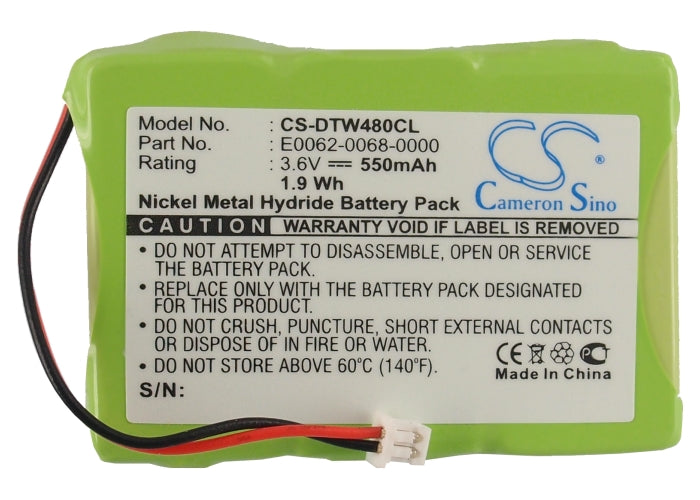 Model No. : CS-DTW480CL
Part No. : E0062-0068-0000
Rating : 3.6V 550mAh
1.9 Wh
Nickel Metal Hydride Battery Pack
CS
Cameron Sino
CAUTION WARRANTY VOID IF LABEL IS REMOVED
• DO NOT ATTEMPT TO DISASSEMBLE, OPEN OR SERVICE
THE BATTERY PACK.
• REPLACE ONLY WITH THE BATTERY PACK DESIGNATED
SPECIFICALLY FOR THIS PRODUCT.
• DO NOT CRUSH, PUNCTURE, SHORT EXTERNAL CONTACTS
OR DISPOSE OF IN FIRE OR WATER.
• DO NOT STORE ABOVE 60°C (140°F).
CE
Made In China
S/N: